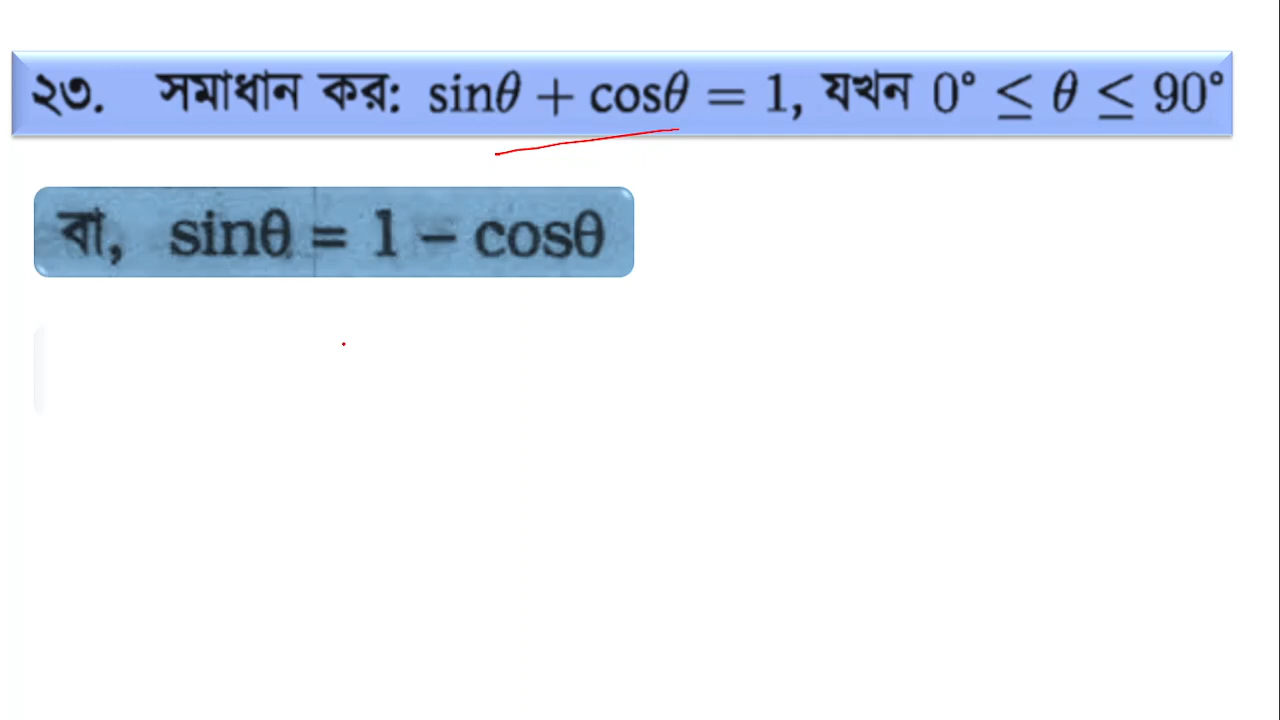 ২৩. সমাধান কর: sinθ + cosθ = 1, যখন 0° ≤ θ ≤ 90°
বা, sinθ = 1 − cosθ